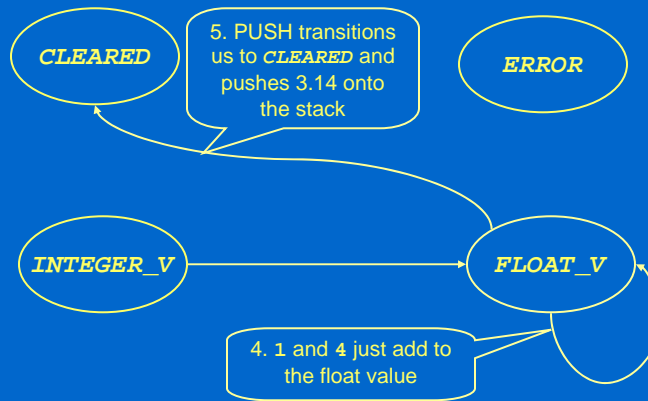 CLEARED
5. PUSH transitions
us to CLEARED and
pushes 3.14 onto
the stack
ERROR
INTEGER_V
FLOAT_V
4. 1 and 4 just add to
the float value